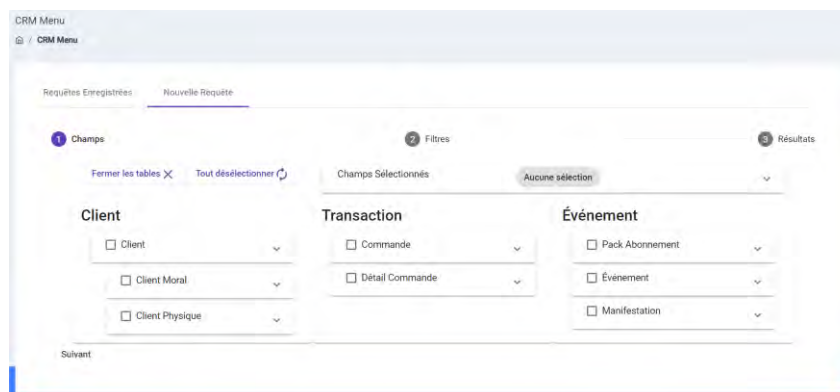 CRM Menu
/ CRM Menu
Requêtes Enregistrées Nouvelle Requête
1 Champs 2 Filtres 3 Résultats
Fermer les tables Tout désélectionner Champs Sélectionnés Aucune sélection
Client Transaction Événement
Client Commande Pack Abonnement
Client Moral Détail Commande Événement
Client Physique Manifestation
Suivant